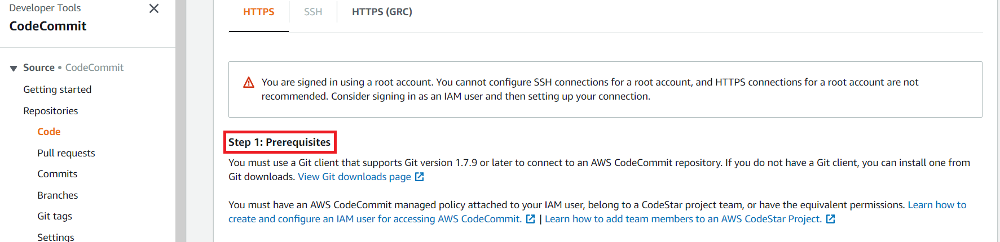 Developer Tools
CodeCommit
Source • CodeCommit
Getting started
Repositories
Code
Pull requests
Commits
Branches
Git tags
Settings
HTTPS
SSH
HTTPS (GRC)
You are signed in using a root account. You cannot configure SSH connections for a root account, and HTTPS connections for a root account are not
recommended. Consider signing in as an IAM user and then setting up your connection.
Step 1: Prerequisites
You must use a Git client that supports Git version 1.7.9 or later to connect to an AWS CodeCommit repository. If you do not have a Git client, you can install one from
Git downloads. View Git downloads page
You must have an AWS CodeCommit managed policy attached to your IAM user, belong to a CodeStar project team, or have the equivalent permissions. Learn how to
create and configure an IAM user for accessing AWS CodeCommit. | Learn how to add team members to an AWS CodeStar Project.